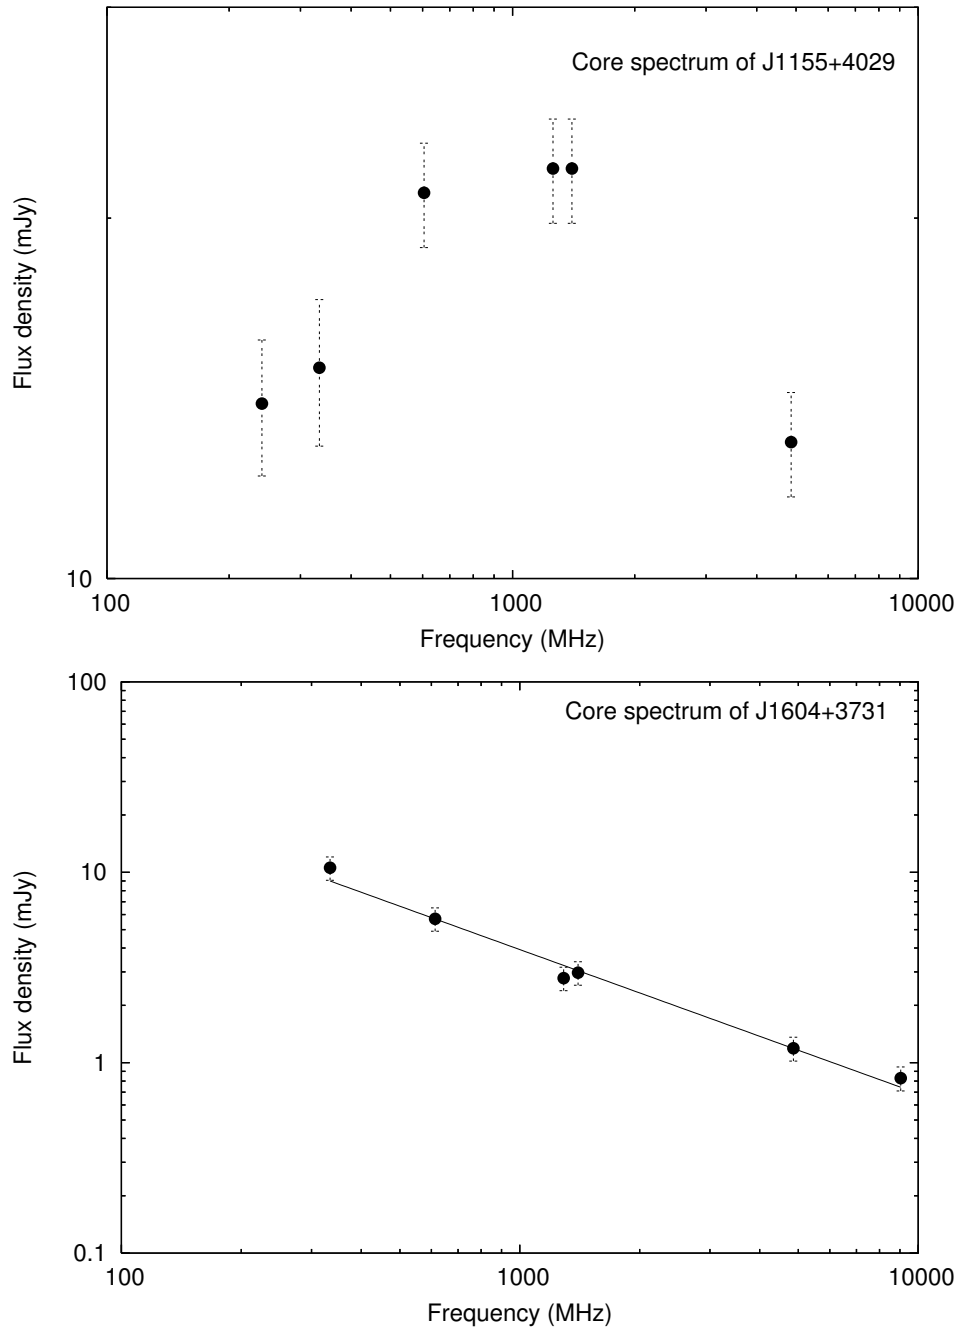 Core spectrum of J1155+4029
Flux density (mJy)
10
100
1000
10000
Frequency (MHz)
Core spectrum of J1604+3731
Flux density (mJy)
100
10
1
0.1
100
1000
10000
Frequency (MHz)